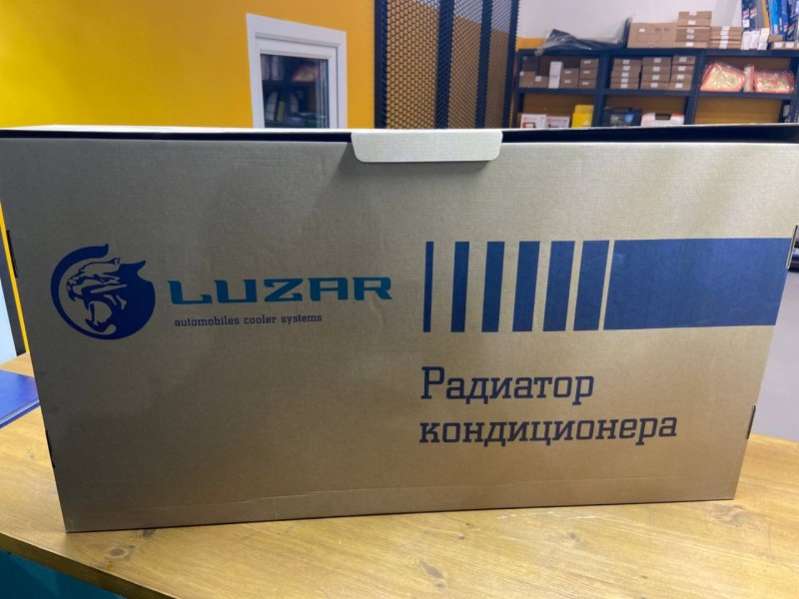 LUZAR
automobiles cooler systems
Радиатор
кондиционера